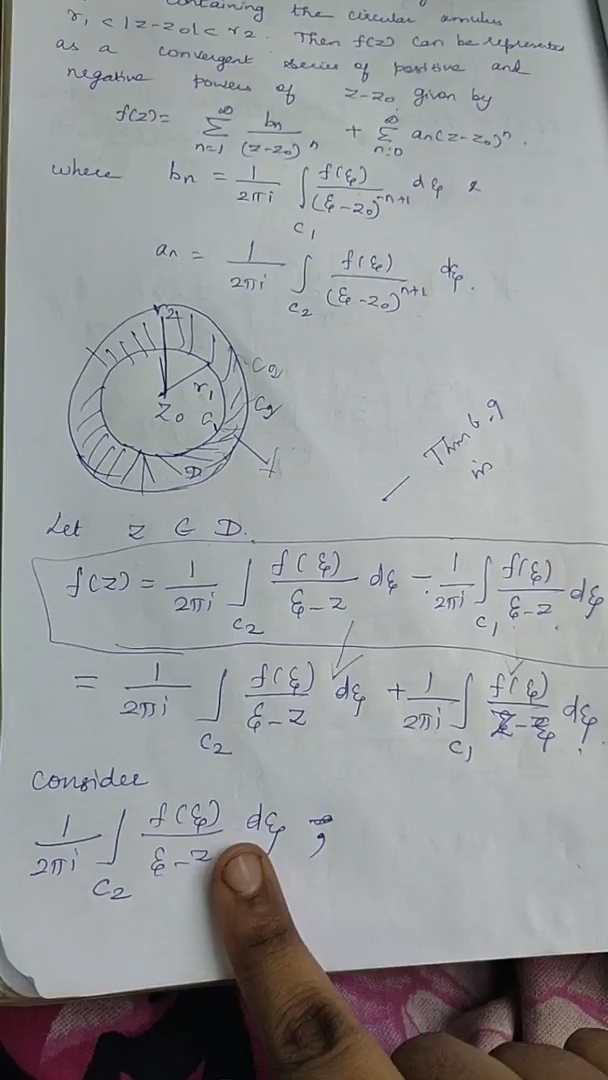 containing the circular annulus
r₁ < |z-z₀| < r₂. Then f(z) can be represente
as a convergent series of positive and
negative powers of z-z₀ given by
f(z) = ∞∑n=1 bn/(z-z₀)^n + ∞∑n=0 an(z-z₀)^n.
where bn = 1/2πi ∫C₁ f(ξ)/(ξ-z₀)^-n+1 dξ &
an = 1/2πi ∫C₂ f(ξ)/(ξ-z₀)^n+1 dξ.
r₂
C₂
r₁
C₂
z₀
C₁
D
Thm 6.9
in
Let z ∈ D.
f(z) = 1/2πi ∫C₂ f(ξ)/ξ-z dξ - 1/2πi ∫C₁ f(ξ)/ξ-z dξ
= 1/2πi ∫C₂ f(ξ)/ξ-z dξ + 1/2πi ∫C₁ f(ξ)/z-ξ dξ.
Consider
1/2πi ∫C₂ f(ξ)/ξ-z dξ ;